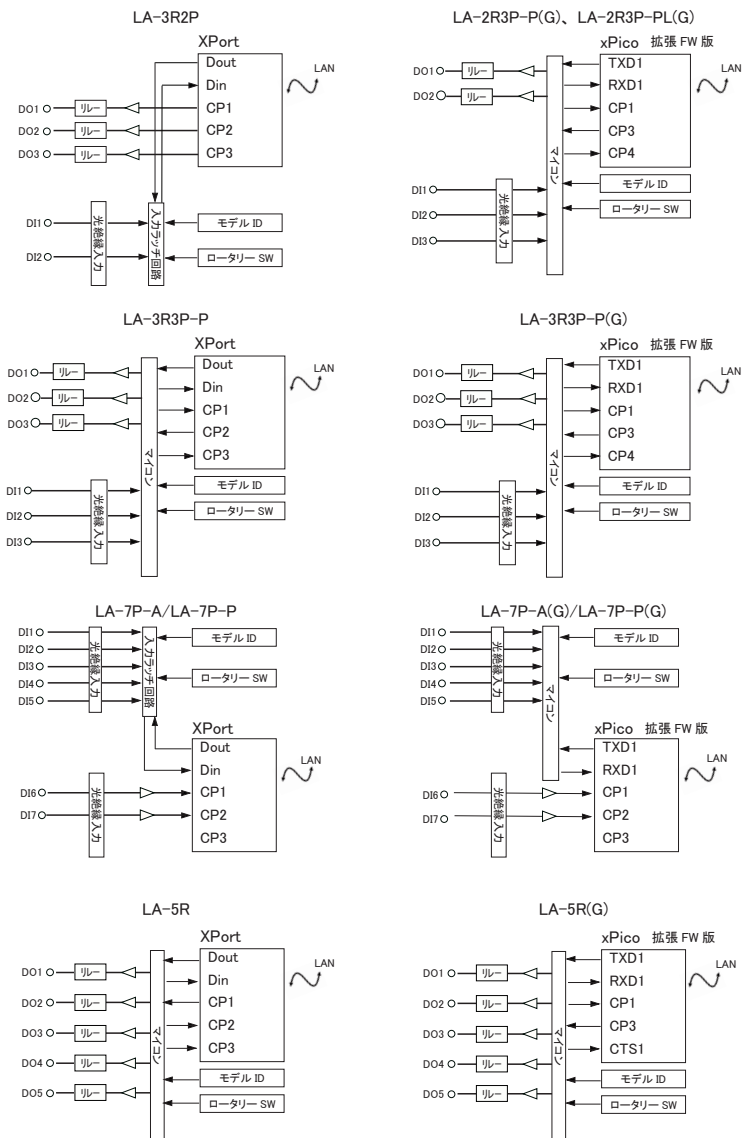 LA-3R2P
XPort
Dout
Din
CP1
CP2
CP3
LAN
DO1
リレー
DO2
リレー
DO3
リレー
DI1
DI2
光絶縁入力
入力ラッチ回路
モデル ID
ロータリー SW
LA-2R3P-P(G)、LA-2R3P-PL(G)
xPico 拡張 FW 版
TXD1
RXD1
CP1
CP3
CP4
LAN
DO1
リレー
DO2
リレー
マイコン
DI1
DI2
DI3
光絶縁入力
モデル ID
ロータリー SW
LA-3R3P-P
XPort
Dout
Din
CP1
CP2
CP3
LAN
DO1
リレー
DO2
リレー
DO3
リレー
マイコン
DI1
DI2
DI3
光絶縁入力
モデル ID
ロータリー SW
LA-3R3P-P(G)
xPico 拡張 FW 版
TXD1
RXD1
CP1
CP3
CP4
LAN
DO1
リレー
DO2
リレー
DO3
リレー
マイコン
DI1
DI2
DI3
光絶縁入力
モデル ID
ロータリー SW
LA-7P-A/LA-7P-P
DI1
DI2
DI3
DI4
DI5
光絶縁入力
入力ラッチ回路
モデル ID
ロータリー SW
XPort
Dout
Din
CP1
CP2
CP3
LAN
DI6
DI7
光絶縁入力
LA-7P-A(G)/LA-7P-P(G)
DI1
DI2
DI3
DI4
DI5
光絶縁入力
マイコン
モデル ID
ロータリー SW
xPico 拡張 FW 版
TXD1
RXD1
CP1
CP2
CP3
LAN
DI6
DI7
光絶縁入力
LA-5R
XPort
Dout
Din
CP1
CP2
CP3
LAN
DO1
リレー
DO2
リレー
DO3
リレー
DO4
リレー
DO5
リレー
マイコン
モデル ID
ロータリー SW
LA-5R(G)
xPico 拡張 FW 版
TXD1
RXD1
CP1
CP3
CTS1
LAN
DO1
リレー
DO2
リレー
DO3
リレー
DO4
リレー
DO5
リレー
マイコン
モデル ID
ロータリー SW